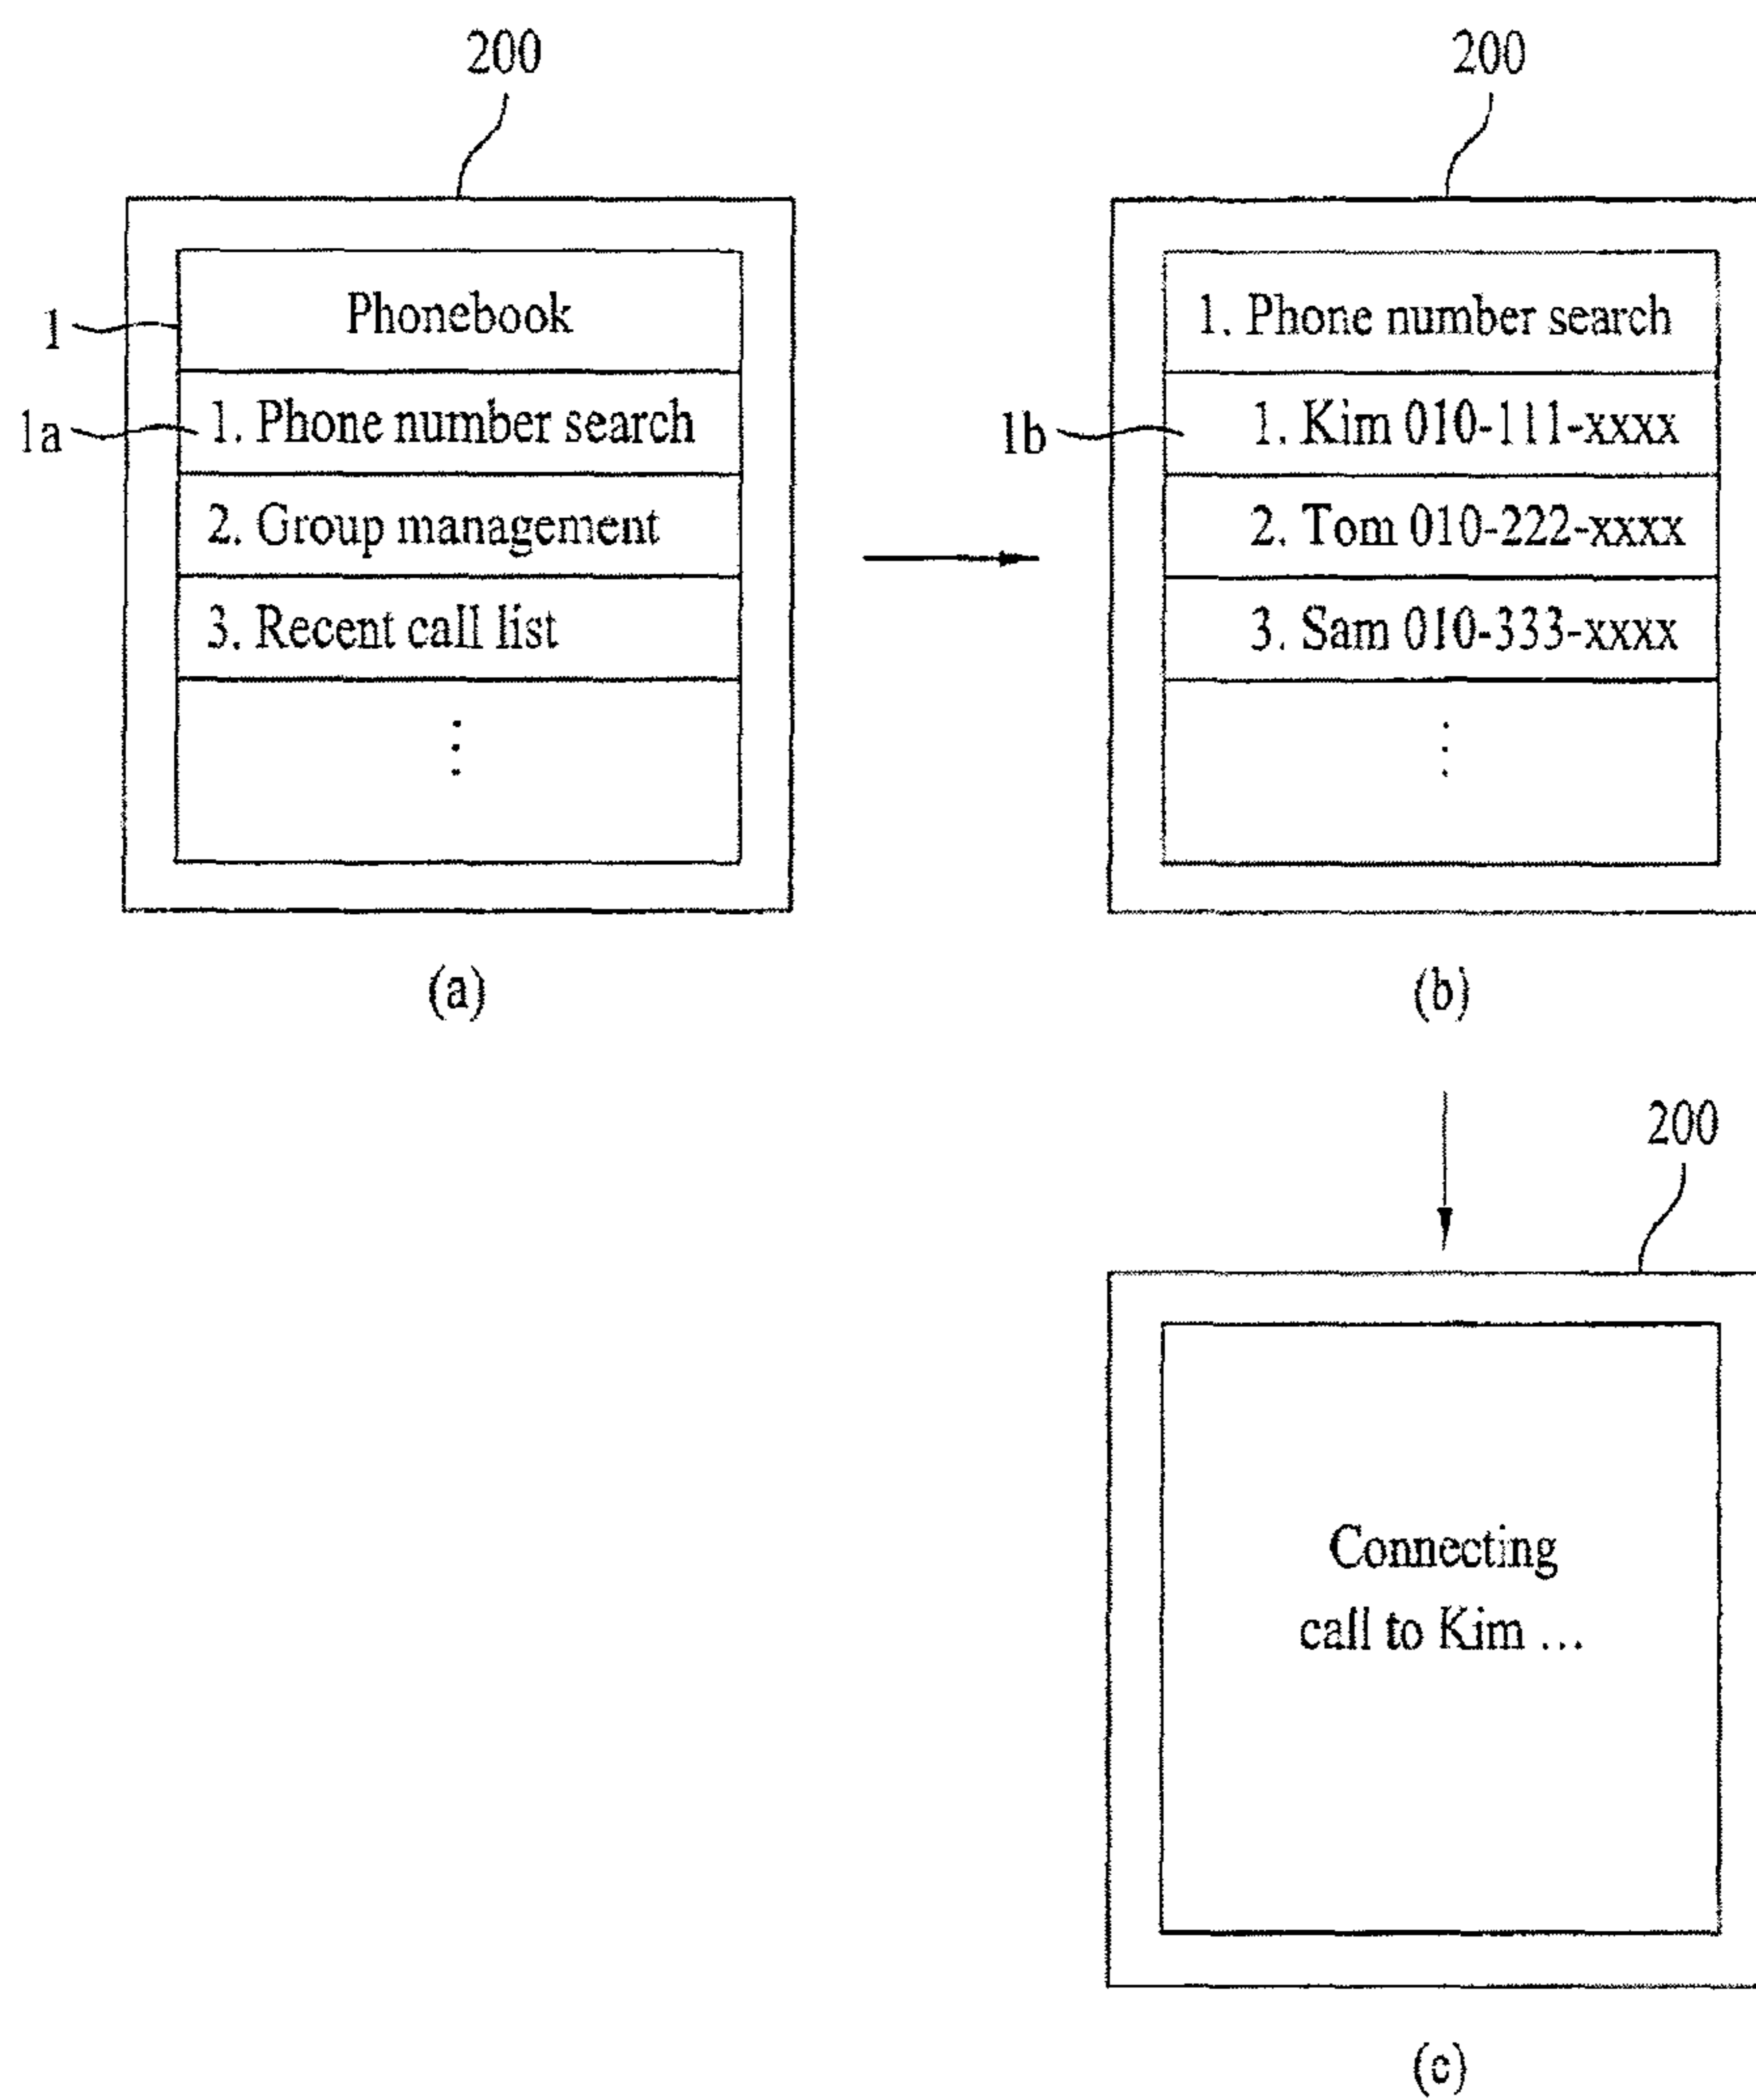 200
200
Phonebook
1
1a
1. Phone number search
2. Group management
3. Recent call list
⋮
(a)
1. Phone number search
1b
1. Kim 010-111-xxxx
2. Tom 010-222-xxxx
3. Sam 010-333-xxxx
⋮
(b)
200
Connecting
call to Kim ...
(c)